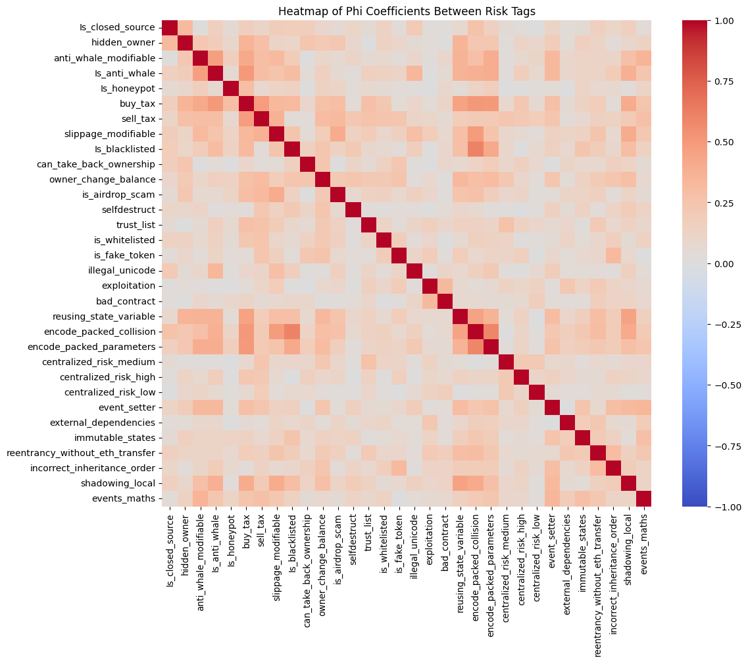 Heatmap of Phi Coefficients Between Risk Tags
Is_closed_source
hidden_owner
anti_whale_modifiable
Is_anti_whale
Is_honeypot
buy_tax
sell_tax
slippage_modifiable
Is_blacklisted
can_take_back_ownership
owner_change_balance
is_airdrop_scam
selfdestruct
trust_list
is_whitelisted
is_fake_token
illegal_unicode
exploitation
bad_contract
reusing_state_variable
encode_packed_collision
encode_packed_parameters
centralized_risk_medium
centralized_risk_high
centralized_risk_low
event_setter
external_dependencies
immutable_states
reentrancy_without_eth_transfer
incorrect_inheritance_order
shadowing_local
events_maths
Is_closed_source
hidden_owner
anti_whale_modifiable
Is_anti_whale
Is_honeypot
buy_tax
sell_tax
slippage_modifiable
Is_blacklisted
can_take_back_ownership
owner_change_balance
is_airdrop_scam
selfdestruct
trust_list
is_whitelisted
is_fake_token
illegal_unicode
exploitation
bad_contract
reusing_state_variable
encode_packed_collision
encode_packed_parameters
centralized_risk_medium
centralized_risk_high
centralized_risk_low
event_setter
external_dependencies
immutable_states
reentrancy_without_eth_transfer
incorrect_inheritance_order
shadowing_local
events_maths
1.00
0.75
0.50
0.25
0.00
−0.25
−0.50
−0.75
−1.00